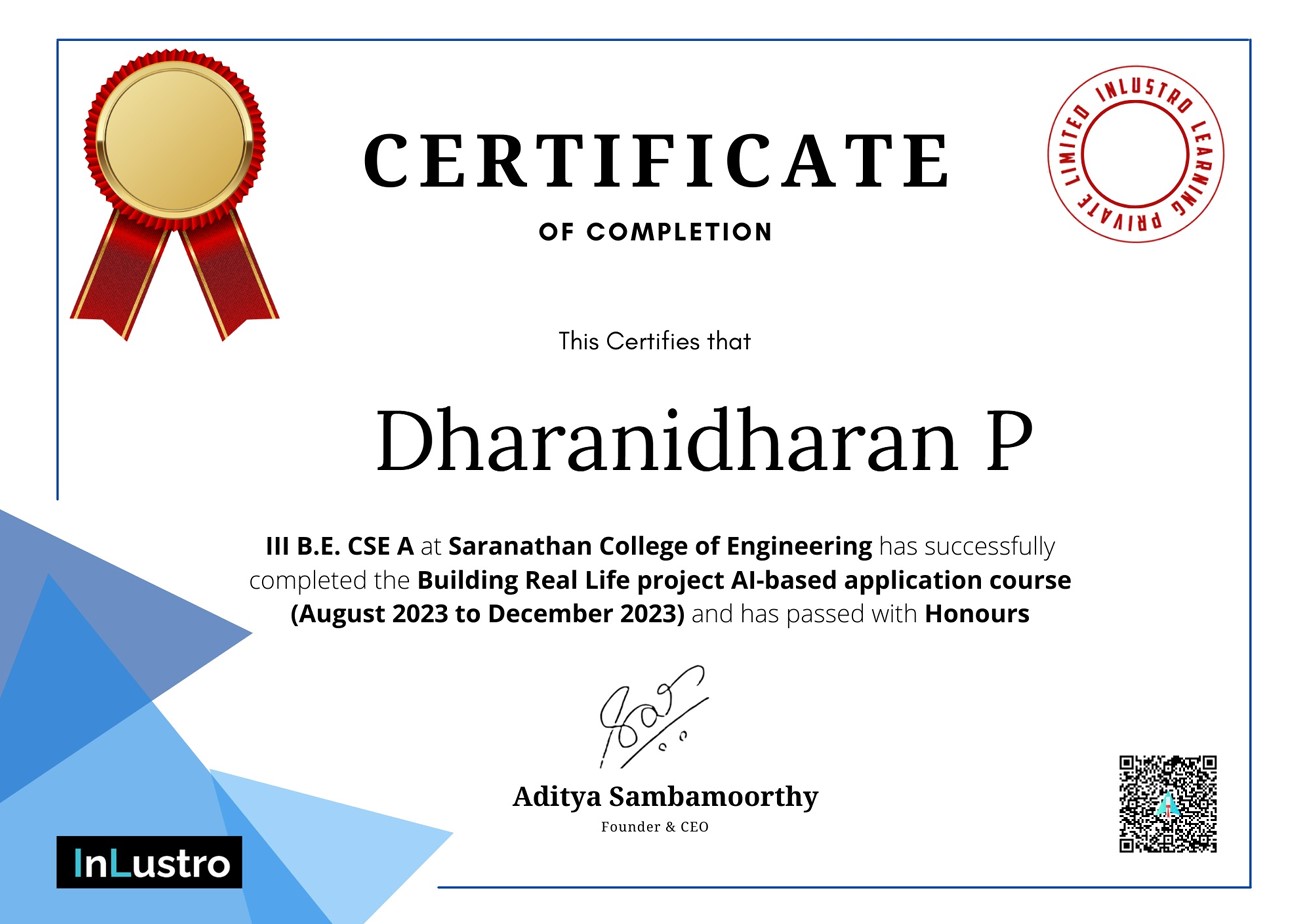 CERTIFICATE
OF COMPLETION
INLUSTRO LEARNING PRIVATE LIMITED
This Certifies that
Dharanidharan P
III B.E. CSE A at Saranathan College of Engineering has successfully
completed the Building Real Life project AI-based application course
(August 2023 to December 2023) and has passed with Honours
Aditya Sambamoorthy
Founder & CEO
InLustro